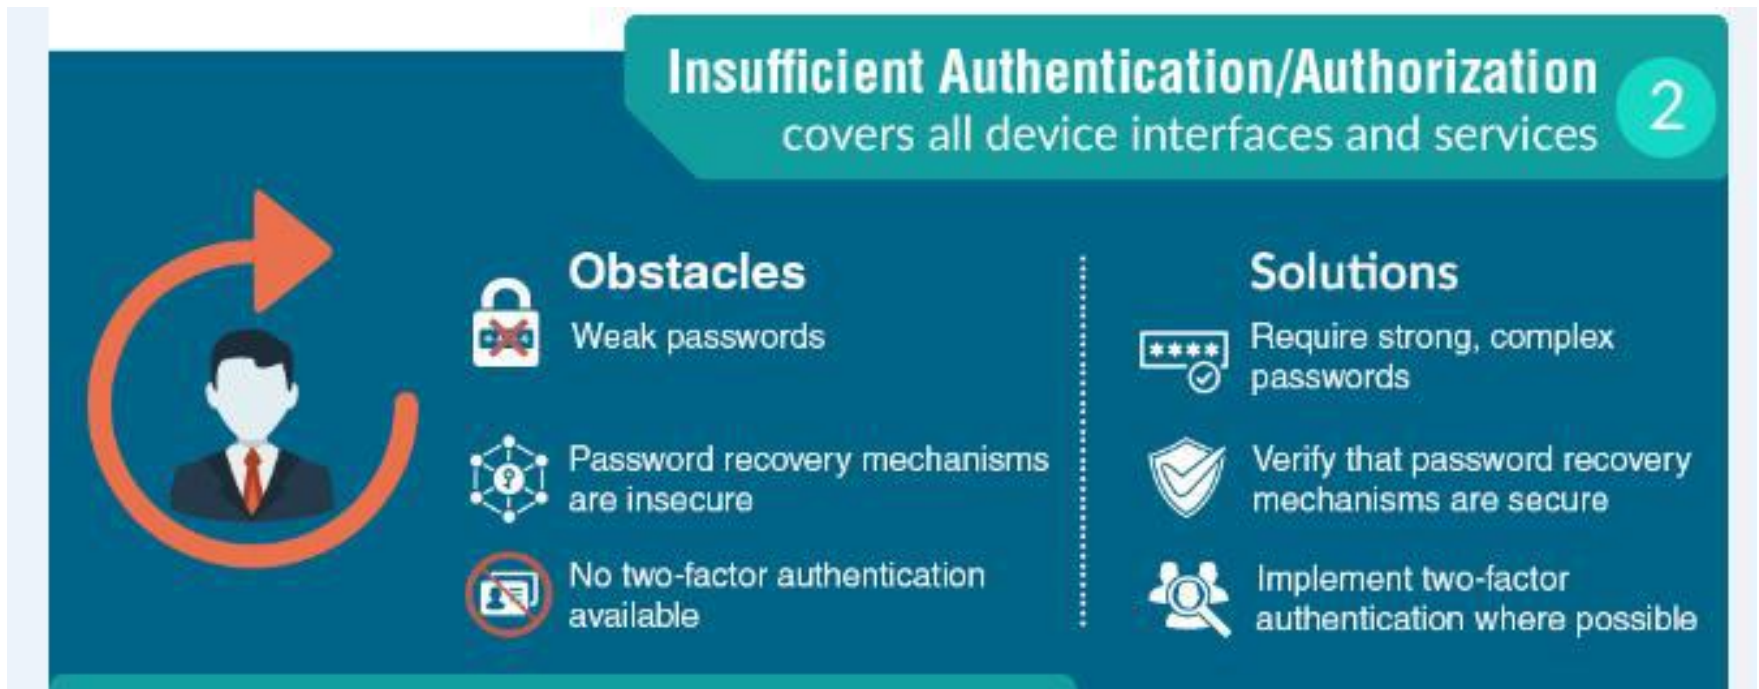 Insufficient Authentication/Authorization
covers all device interfaces and services
2
Obstacles
Weak passwords
Password recovery mechanisms
are insecure
No two-factor authentication
available
Solutions
****
Require strong, complex
passwords
Verify that password recovery
mechanisms are secure
Implement two-factor
authentication where possible